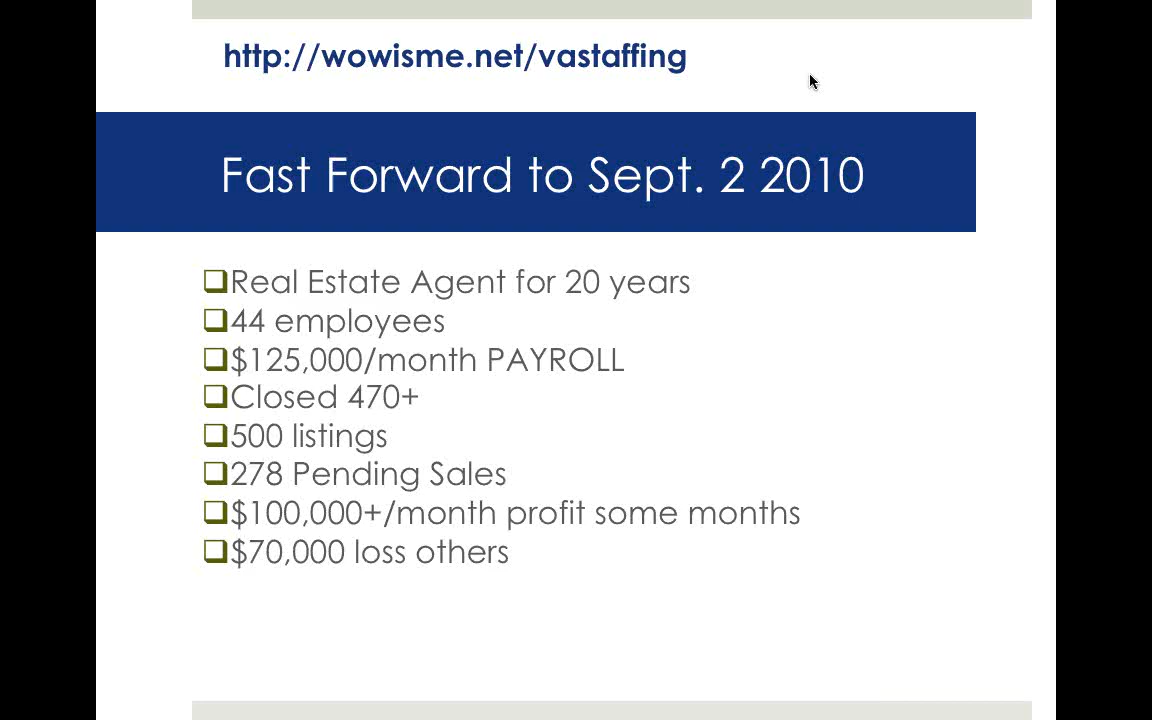 http://wowisme.net/vastaffing
Fast Forward to Sept. 2 2010
Real Estate Agent for 20 years
44 employees
$125,000/month PAYROLL
Closed 470+
500 listings
278 Pending Sales
$100,000+/month profit some months
$70,000 loss others